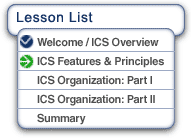 Lesson List
Welcome / ICS Overview
ICS Features & Principles
ICS Organization: Part I
ICS Organization: Part II
Summary